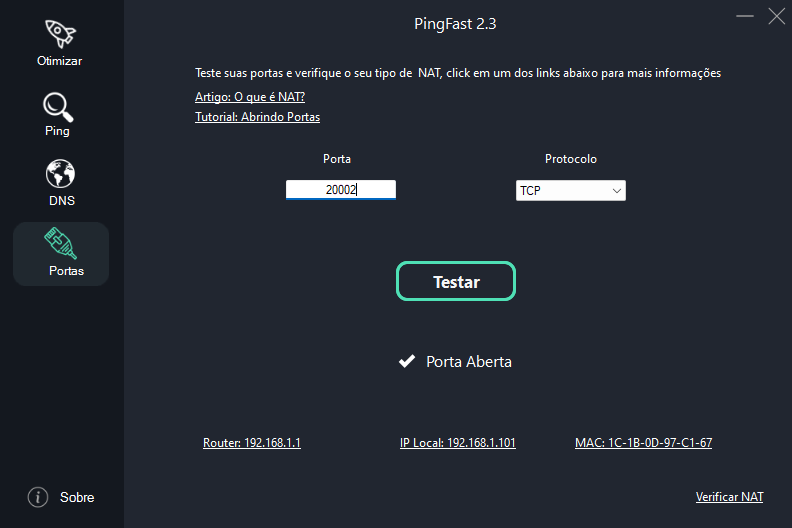 PingFast 2.3
Otimizar
Ping
DNS
Portas
Teste suas portas e verifique o seu tipo de  NAT, click em um dos links abaixo para mais informações
Artigo: O que é NAT?
Tutorial: Abrindo Portas
Porta
Protocolo
20002
TCP
Testar
Porta Aberta
Router: 192.168.1.1
IP Local: 192.168.1.101
MAC: 1C-1B-0D-97-C1-67
Sobre
Verificar NAT